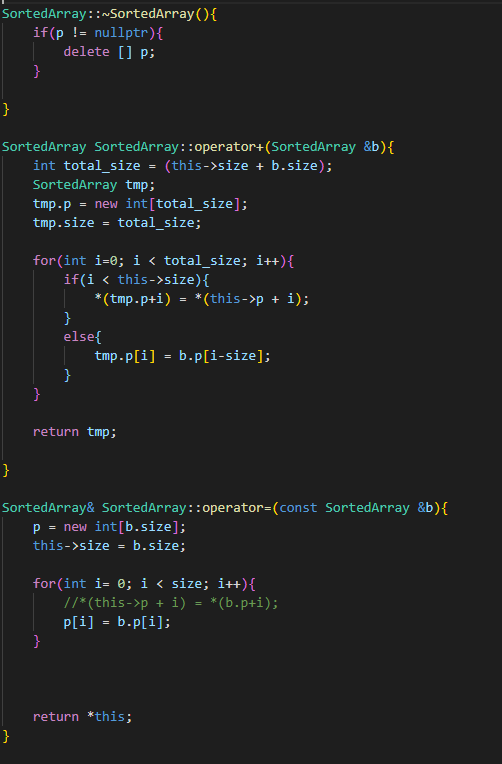 SortedArray::~SortedArray(){
    if(p != nullptr){
        delete [] p;
    }
}
SortedArray SortedArray::operator+(SortedArray &b){
    int total_size = (this->size + b.size);
    SortedArray tmp;
    tmp.p = new int[total_size];
    tmp.size = total_size;
    for(int i=0; i < total_size; i++){
        if(i < this->size){
            *(tmp.p+i) = *(this->p + i);
        }
        else{
            tmp.p[i] = b.p[i-size];
        }
    }
    return tmp;
}
SortedArray& SortedArray::operator=(const SortedArray &b){
    p = new int[b.size];
    this->size = b.size;
    for(int i= 0; i < size; i++){
        //*(this->p + i) = *(b.p+i);
        p[i] = b.p[i];
    }
    return *this;
}